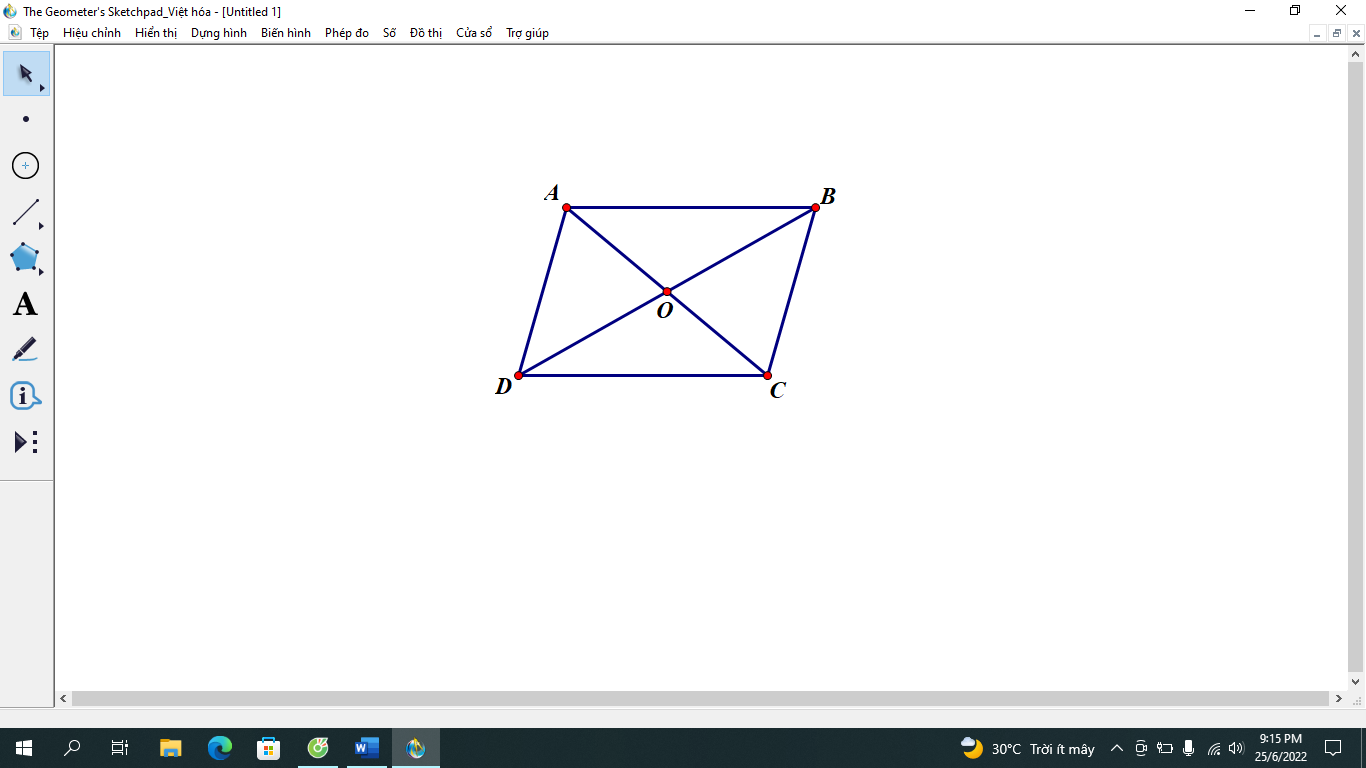 The Geometer's Sketchpad_Việt hóa - [Untitled 1]
Tệp Hiệu chỉnh Hiển thị Dựng hình Biến hình Phép đo Số Đồ thị Cửa sổ Trợ giúp
A
B
O
D
C
A
i
30°C Trời ít mây
9:15 PM
25/6/2022